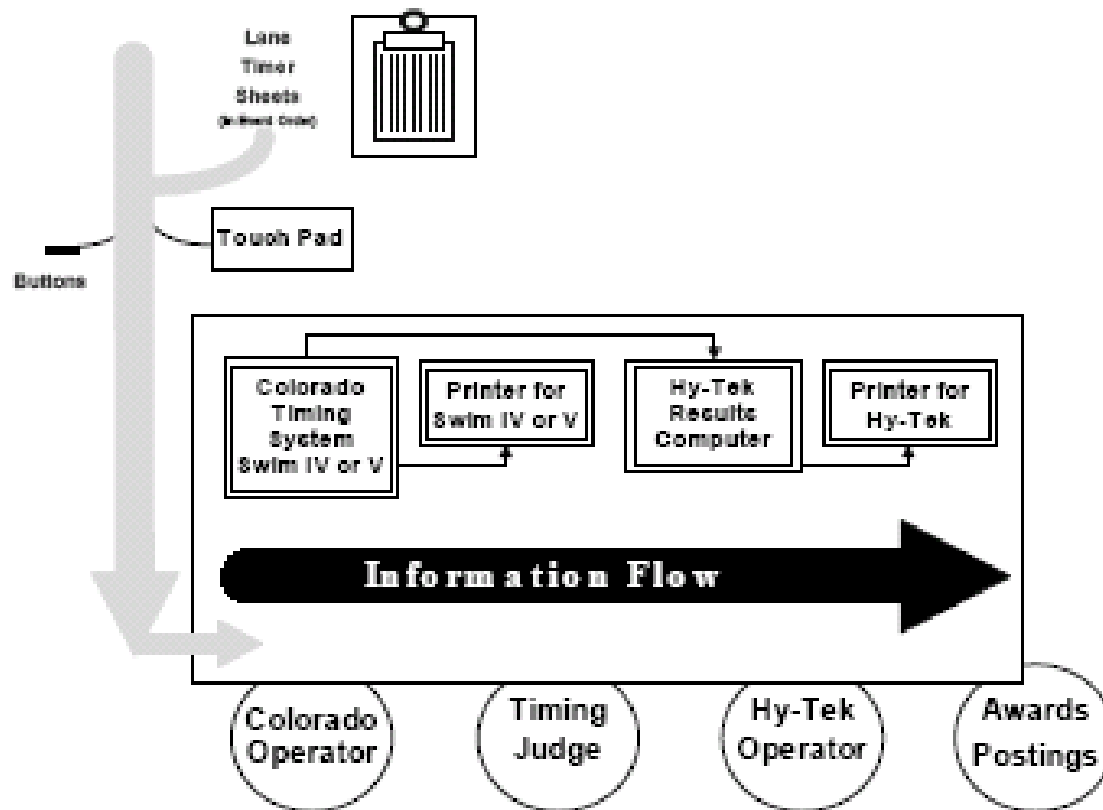 Lane
Timer
Sheets
Touch Pad
Buttons
Colorado
Timing
System
Swim IV or V
Printer for
Swim IV or V
Hy-Tek
Results
Computer
Printer for
Hy-Tek
Information Flow
Colorado
Operator
Timing
Judge
Hy-Tek
Operator
Awards
Postings